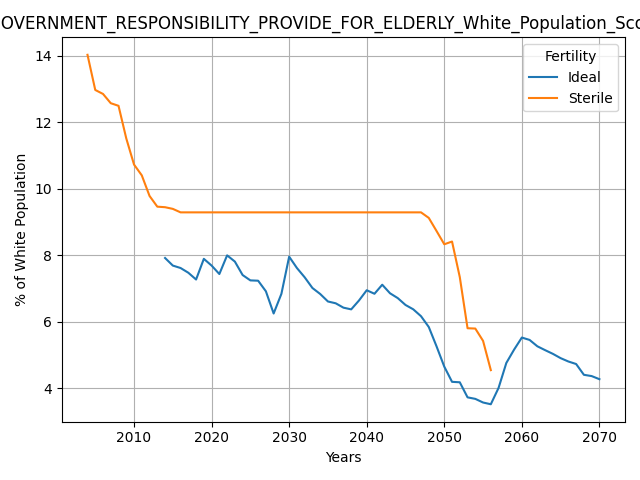 OVERNMENT_RESPONSIBILITY_PROVIDE_FOR_ELDERLY_White_Population_Sco
% of White Population
14
12
10
8
6
4
Fertility
Ideal
Sterile
2010 2020 2030 2040 2050 2060 2070
Years